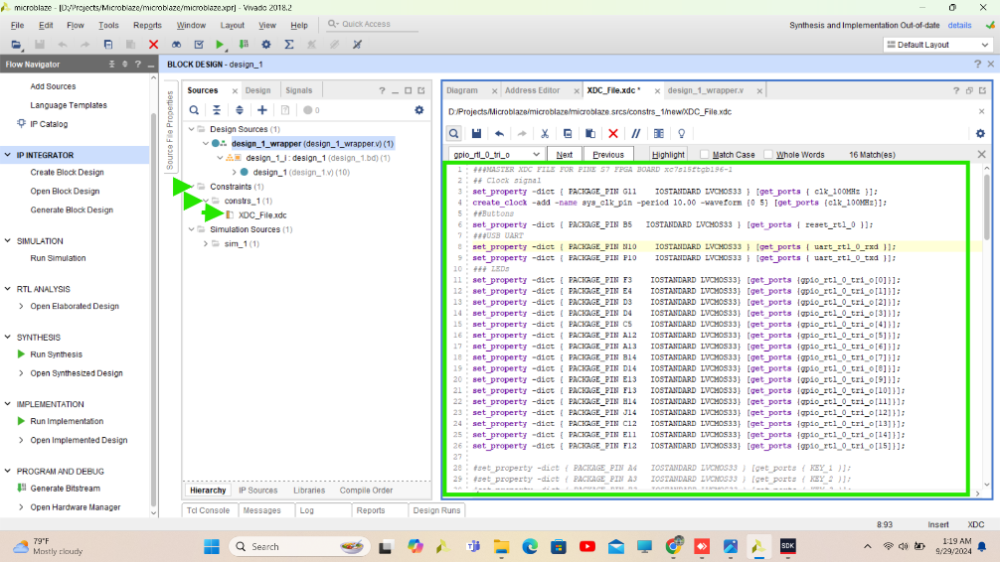 microblaze - [D:/Projects/Microblaze/microblaze/microblaze.xpr] - Vivado 2018.2
File Edit Flow Tools Reports Window Layout View Help Quick Access
Synthesis and Implementation Out-of-date details
Default Layout
Flow Navigator
BLOCK DESIGN - design_1
Add Sources
Language Templates
IP Catalog
IP INTEGRATOR
Create Block Design
Open Block Design
Generate Block Design
SIMULATION
Run Simulation
RTL ANALYSIS
Open Elaborated Design
SYNTHESIS
Run Synthesis
Open Synthesized Design
IMPLEMENTATION
Run Implementation
Open Implemented Design
PROGRAM AND DEBUG
Generate Bitstream
Open Hardware Manager
Source File Properties
Sources Design Signals
0
Design Sources (1)
design_1_wrapper (design_1_wrapper.v) (1)
design_1_i : design_1 (design_1.bd) (1)
design_1 (design_1.v) (10)
Constraints (1)
constrs_1 (1)
XDC_File.xdc
Simulation Sources (1)
sim_1 (1)
Hierarchy IP Sources Libraries Compile Order
Tcl Console Messages Log Reports Design Runs
Diagram Address Editor XDC_File.xdc * design_1_wrapper.v
D:/Projects/Microblaze/microblaze/microblaze.srcs/constrs_1/new/XDC_File.xdc
gpio_rtl_0_tri_o Next Previous Highlight Match Case Whole Words 16 Match(es)
1 ###MASTER XDC FILE FOR PINE S7 FPGA BOARD xc7s15ftgb196-1
2 ## Clock signal
3 set_property -dict { PACKAGE_PIN G11 IOSTANDARD LVCMOS33 } [get_ports { clk_100MHz }];
4 create_clock -add -name sys_clk_pin -period 10.00 -waveform {0 5} [get_ports {clk_100MHz}];
5 ##Buttons
6 set_property -dict { PACKAGE_PIN B5 IOSTANDARD LVCMOS33 } [get_ports { reset_rtl_0 }];
7 ###USB UART
8 set_property -dict { PACKAGE_PIN N10 IOSTANDARD LVCMOS33 } [get_ports { uart_rtl_0_rxd }];
9 set_property -dict { PACKAGE_PIN P10 IOSTANDARD LVCMOS33 } [get_ports { uart_rtl_0_txd }];
10 ### LEDs
11 set_property -dict { PACKAGE_PIN F3 IOSTANDARD LVCMOS33} [get_ports {gpio_rtl_0_tri_o[0]}];
12 set_property -dict { PACKAGE_PIN E4 IOSTANDARD LVCMOS33} [get_ports {gpio_rtl_0_tri_o[1]}];
13 set_property -dict { PACKAGE_PIN D3 IOSTANDARD LVCMOS33} [get_ports {gpio_rtl_0_tri_o[2]}];
14 set_property -dict { PACKAGE_PIN D4 IOSTANDARD LVCMOS33} [get_ports {gpio_rtl_0_tri_o[3]}];
15 set_property -dict { PACKAGE_PIN C5 IOSTANDARD LVCMOS33} [get_ports {gpio_rtl_0_tri_o[4]}];
16 set_property -dict { PACKAGE_PIN A12 IOSTANDARD LVCMOS33} [get_ports {gpio_rtl_0_tri_o[5]}];
17 set_property -dict { PACKAGE_PIN A13 IOSTANDARD LVCMOS33} [get_ports {gpio_rtl_0_tri_o[6]}];
18 set_property -dict { PACKAGE_PIN B14 IOSTANDARD LVCMOS33} [get_ports {gpio_rtl_0_tri_o[7]}];
19 set_property -dict { PACKAGE_PIN D14 IOSTANDARD LVCMOS33} [get_ports {gpio_rtl_0_tri_o[8]}];
20 set_property -dict { PACKAGE_PIN E13 IOSTANDARD LVCMOS33} [get_ports {gpio_rtl_0_tri_o[9]}];
21 set_property -dict { PACKAGE_PIN F13 IOSTANDARD LVCMOS33} [get_ports {gpio_rtl_0_tri_o[10]}];
22 set_property -dict { PACKAGE_PIN H14 IOSTANDARD LVCMOS33} [get_ports {gpio_rtl_0_tri_o[11]}];
23 set_property -dict { PACKAGE_PIN J14 IOSTANDARD LVCMOS33} [get_ports {gpio_rtl_0_tri_o[12]}];
24 set_property -dict { PACKAGE_PIN C12 IOSTANDARD LVCMOS33} [get_ports {gpio_rtl_0_tri_o[13]}];
25 set_property -dict { PACKAGE_PIN E11 IOSTANDARD LVCMOS33} [get_ports {gpio_rtl_0_tri_o[14]}];
26 set_property -dict { PACKAGE_PIN F12 IOSTANDARD LVCMOS33} [get_ports {gpio_rtl_0_tri_o[15]}];
27
28 #set_property -dict { PACKAGE_PIN A4 IOSTANDARD LVCMOS33 } [get_ports { KEY_1 }];
29 #set_property -dict { PACKAGE_PIN A3 IOSTANDARD LVCMOS33 } [get_ports { KEY_2 }];
8:93 Insert XDC
79°F
Mostly cloudy
Search
SDK
1:19 AM
9/29/2024